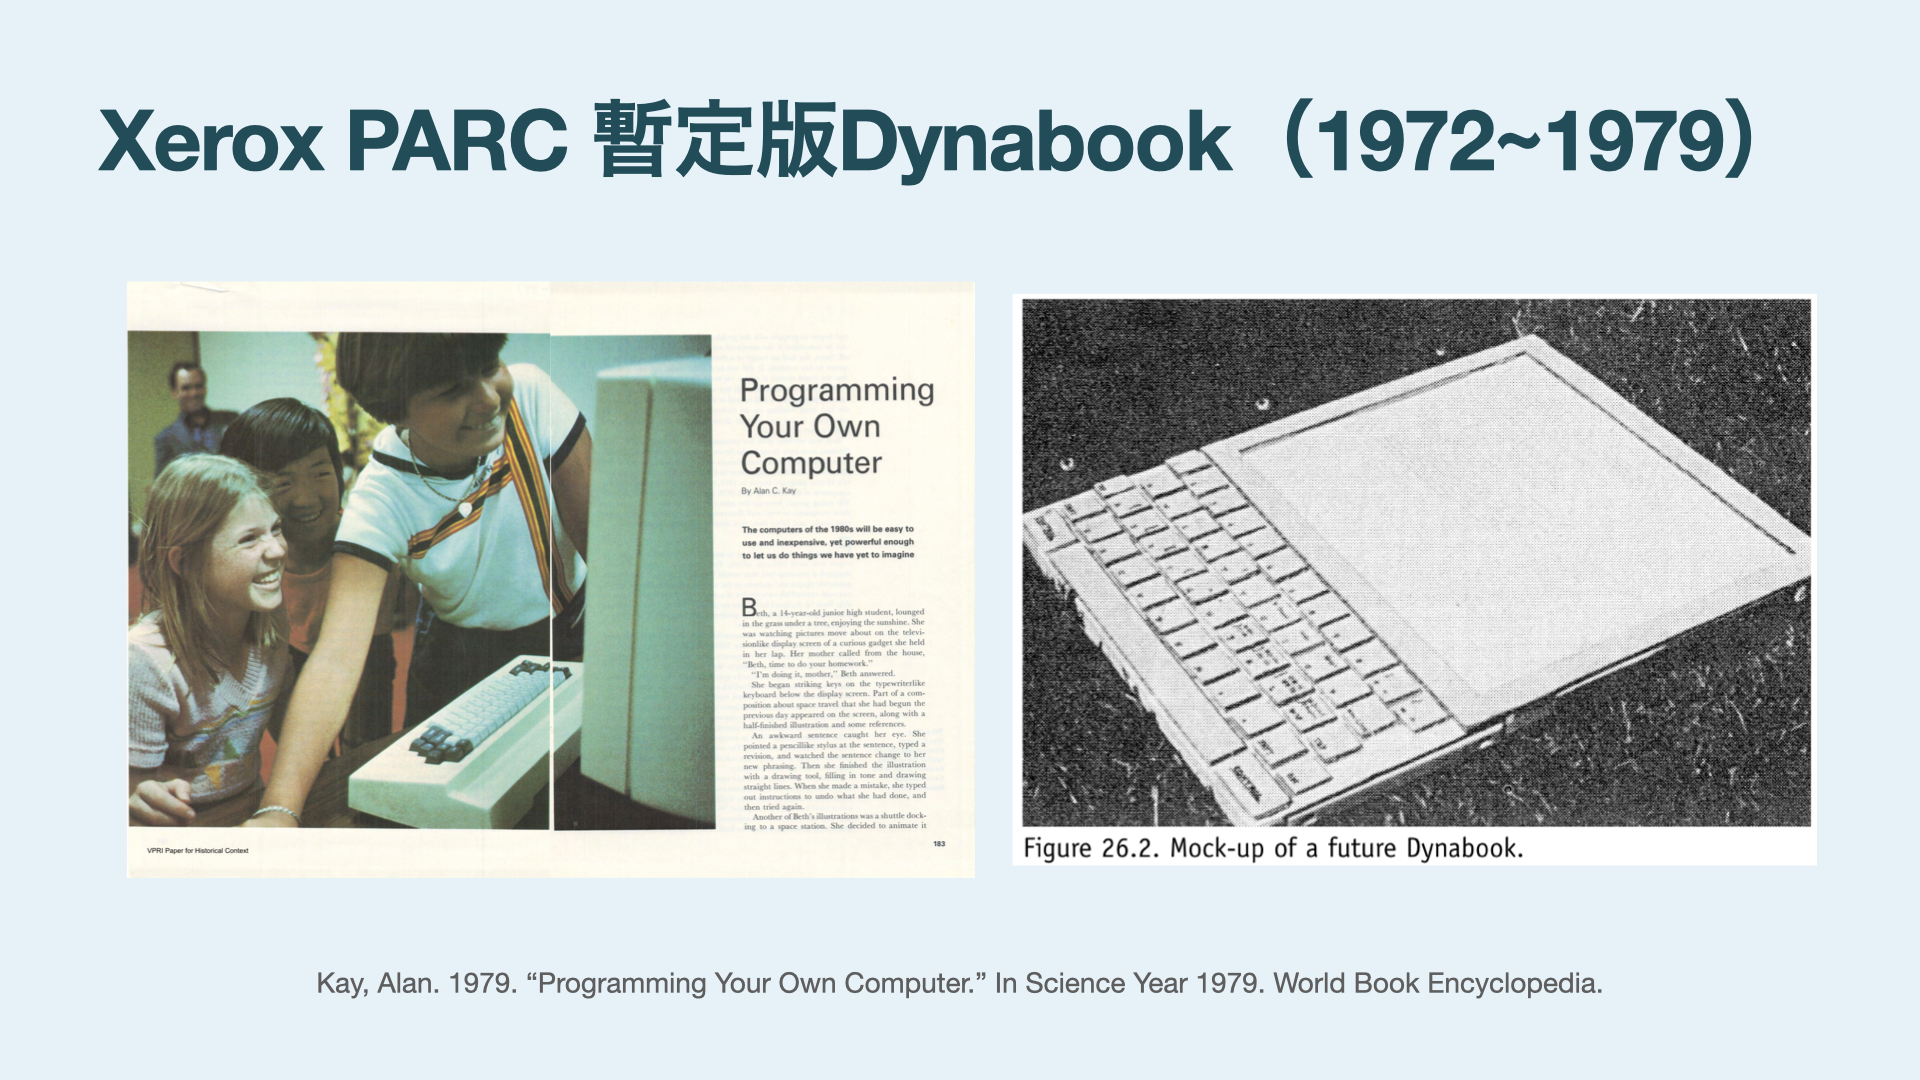 Xerox PARC 暫定版Dynabook（1972~1979）
Programming
Your Own
Computer
By Alan C. Kay
The computers of the 1980s will be easy to
use and inexpensive, yet powerful enough
to let us do things we have yet to imagine
Beth, a 14-year-old junior high student, lounged
in the grass under a tree, enjoying the sunshine. She
was watching pictures move about on the televi-
sionlike display screen of a curious gadget she held
in her lap. Her mother called from the house,
"Beth, time to do your homework."
"I'm doing it, mother," Beth answered.
She began striking keys on the typewriterlike
keyboard below the display screen. Part of a com-
position about space travel that she had begun the
previous day appeared on the screen, along with a
half-finished illustration and some references.
An awkward sentence caught her eye. She
pointed a pencillike stylus at the sentence, typed a
revision, and watched the sentence change to her
new phrasing. Then she finished the illustration
with a drawing tool, filling in tone and drawing
straight lines. When she made a mistake, she typed
out instructions to undo what she had done, and
then tried again.
Another of Beth's illustrations was a shuttle dock-
ing to a space station. She decided to animate it
VPRI Paper for Historical Context
183
Figure 26.2. Mock-up of a future Dynabook.
Kay, Alan. 1979. “Programming Your Own Computer.” In Science Year 1979. World Book Encyclopedia.